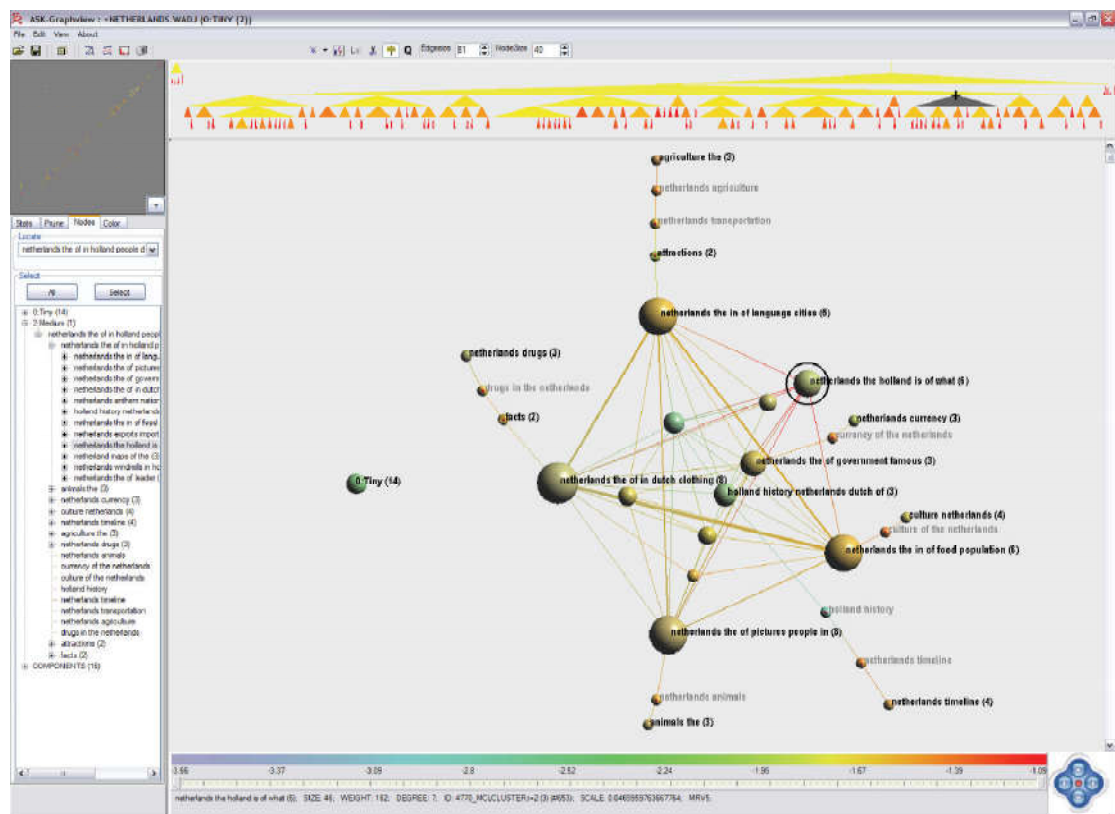 ASK-Graphview : <NETHERLANDS.WADJ (0:TINY (2))
File Edit View About
Edgesize 81 NodeSize 40
Stats Prune Nodes Color
Locate
netherlands the of in holland people d
Select
All Select
0:Tiny (14)
2:Medium (1)
netherlands the of in holland peopl
netherlands the of in holland p
netherlands the in of lang
netherlands the of pictures
netherlands the of govern
netherlands the of in dutch
netherlands anthem nation
holland history netherlands
netherlands the in of food
netherlands exports import
netherlands the holland is
netherland maps of the (3
netherlands windmills in ho
netherlands the of leader (
animals the (3)
netherlands currency (3)
culture netherlands (4)
netherlands timeline (4)
agriculture the (3)
netherlands drugs (3)
netherlands animals
currency of the netherlands
culture of the netherlands
holland history
netherlands timeline
netherlands transportation
netherlands agriculture
drugs in the netherlands
attractions (2)
facts (2)
COMPONENTS (16)
agriculture the (3)
netherlands agriculture
netherlands transportation
attractions (2)
netherlands the in of language cities (6)
netherlands drugs (3)
netherlands the holland is of what (6)
drugs in the netherlands
facts (2)
netherlands currency (3)
currency of the netherlands
netherlands the of government famous (3)
0:Tiny (14)
netherlands the of in dutch clothing (8)
holland history netherlands dutch of (3)
culture netherlands (4)
culture of the netherlands
netherlands the in of food population (6)
holland history
netherlands the of pictures people in (8)
netherlands timeline
netherlands animals
netherlands timeline (4)
animals the (3)
-3.66 -3.37 -3.09 -2.8 -2.52 -2.24 -1.95 -1.67 -1.39 -1.09
netherlands the holland is of what (6); SIZE: 46; WEIGHT: 162; DEGREE: 7; SCALE: